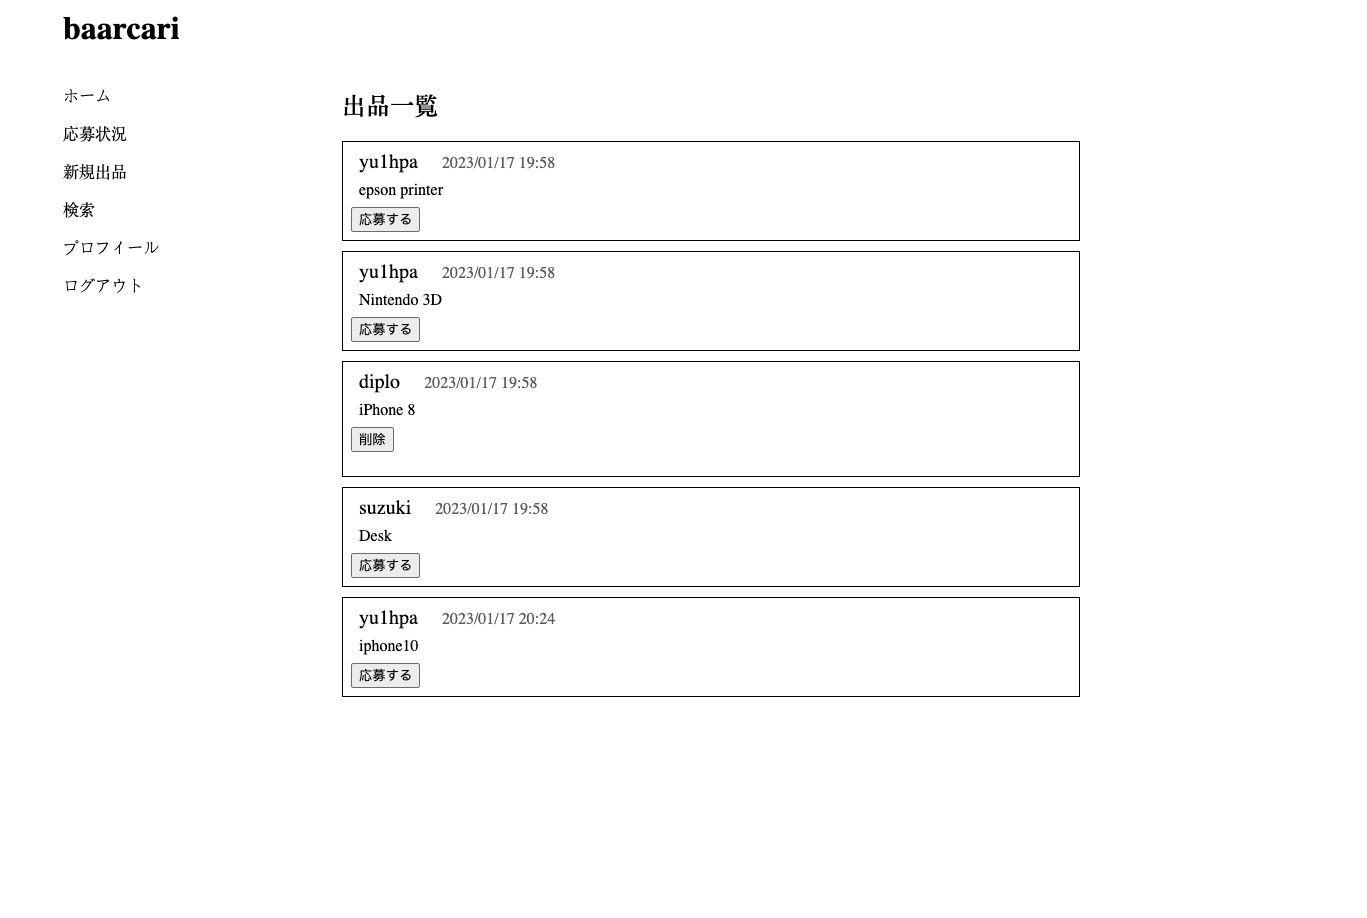 baarcari
ホーム
応募状況
新規出品
検索
プロフィール
ログアウト
出品一覧
yu1hpa 2023/01/17 19:58
epson printer
応募する
yu1hpa 2023/01/17 19:58
Nintendo 3D
応募する
diplo 2023/01/17 19:58
iPhone 8
削除
suzuki 2023/01/17 19:58
Desk
応募する
yu1hpa 2023/01/17 20:24
iphone10
応募する